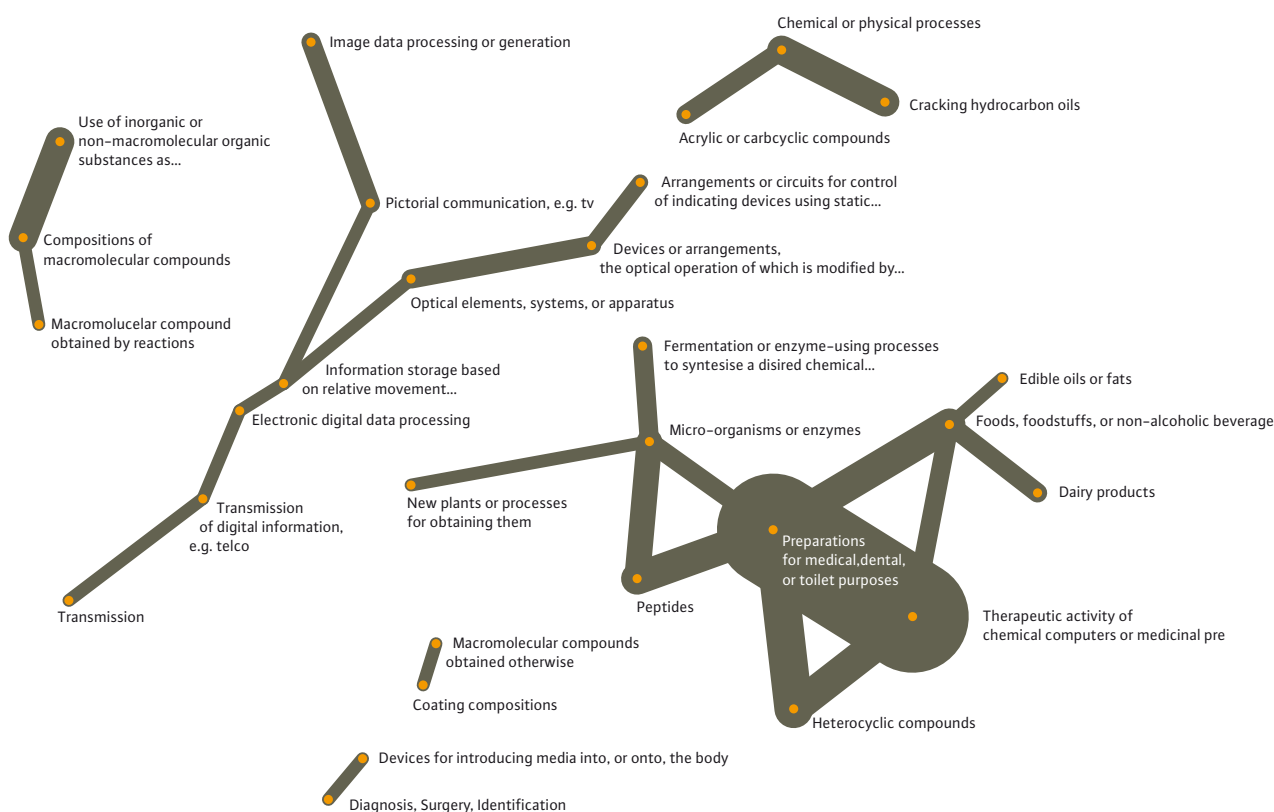 Chemical or physical processes
Image data processing or generation
Cracking hydrocarbon oils
Use of inorganic or
non-macromolecular organic
substances as...
Acrylic or carbcyclic compounds
Arrangements or circuits for control
of indicating devices using static...
Pictorial communication, e.g. tv
Compositions of
macromolecular compounds
Devices or arrangements,
the optical operation of which is modified by...
Optical elements, systems, or apparatus
Macromolucelar compound
obtained by reactions
Fermentation or enzyme-using processes
to syntesise a disired chemical...
Information storage based
on relative movement...
Edible oils or fats
Electronic digital data processing
Foods, foodstuffs, or non-alcoholic beverage
Micro-organisms or enzymes
Dairy products
New plants or processes
for obtaining them
Transmission
of digital information,
e.g. telco
Preparations
for medical,dental,
or toilet purposes
Peptides
Transmission
Therapeutic activity of
chemical computers or medicinal pre
Macromolecular compounds
obtained otherwise
Coating compositions
Heterocyclic compounds
Devices for introducing media into, or onto, the body
Diagnosis, Surgery, Identification